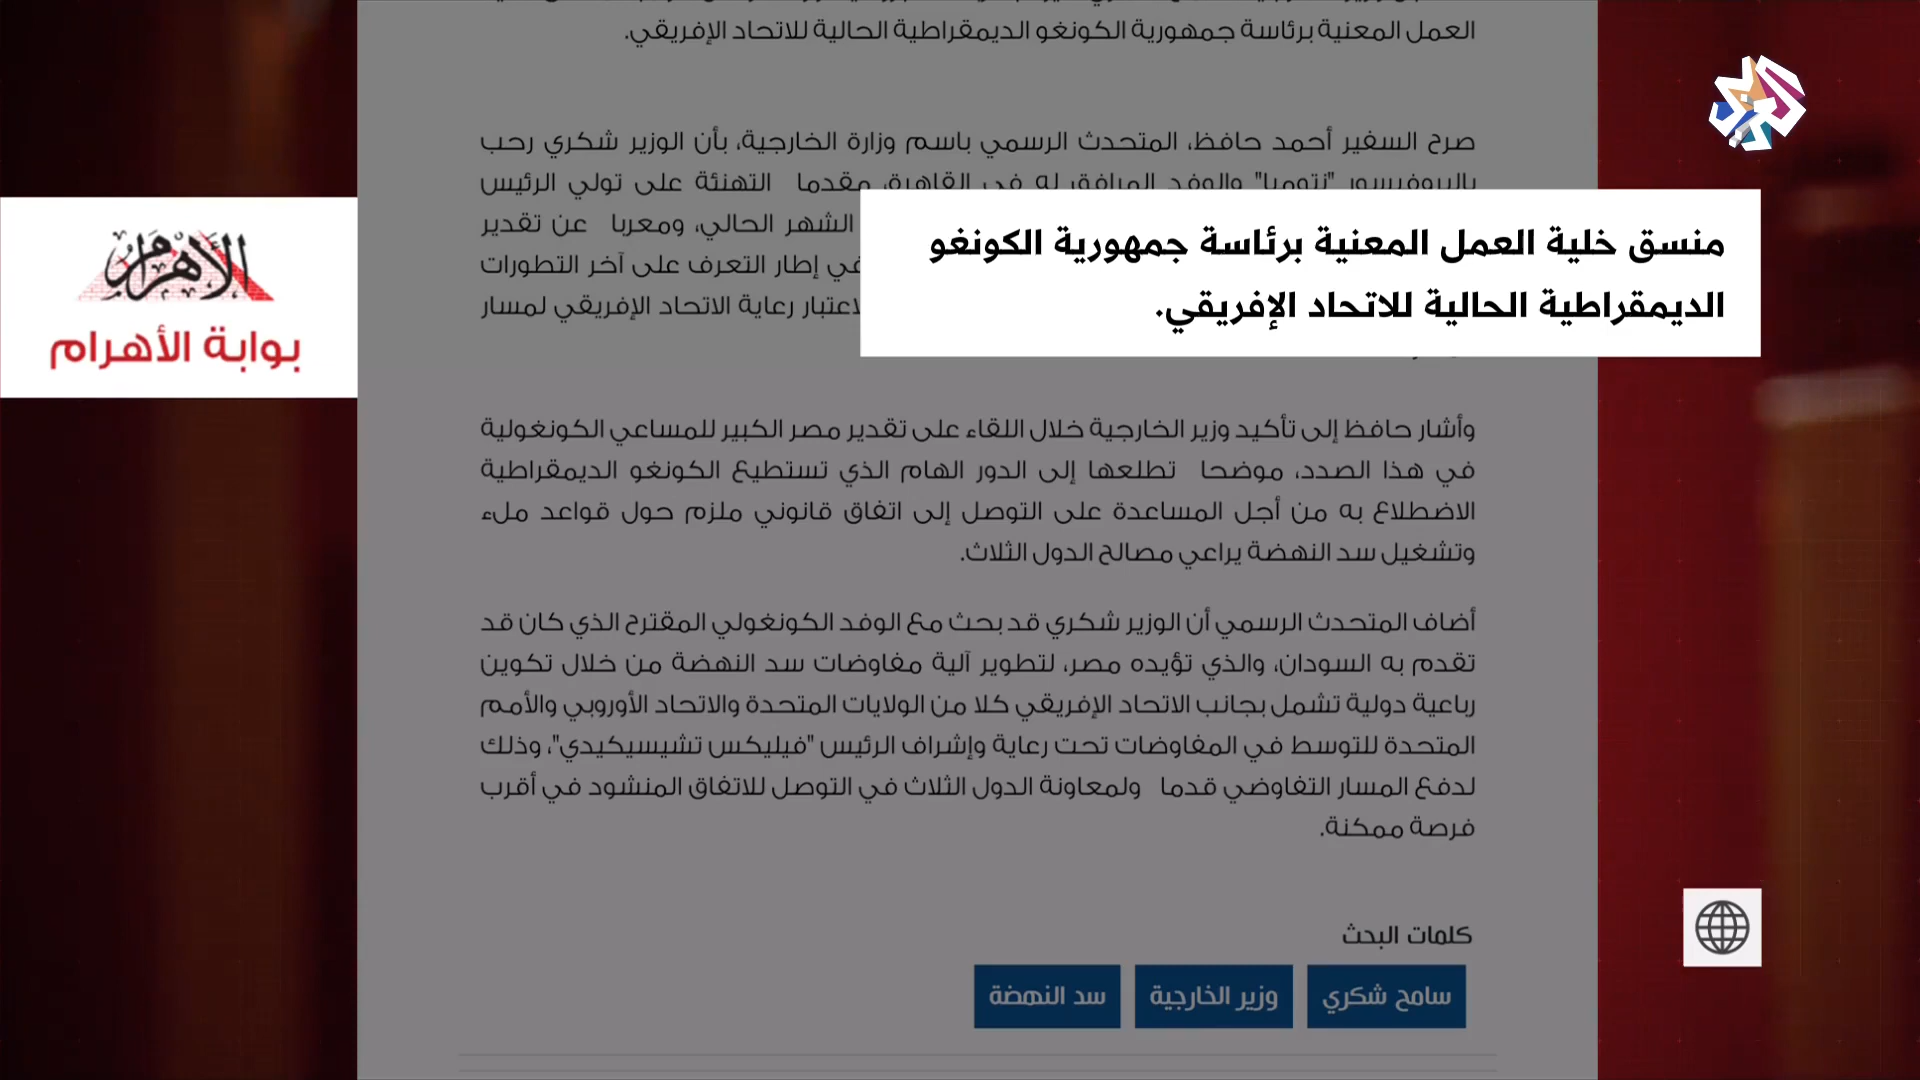 العمل المعنية برئاسة جمهورية الكونغو الديمقراطية الحالية للاتحاد الإفريقي.
صرح السفير أحمد حافظ، المتحدث الرسمي باسم وزارة الخارجية، بأن الوزير شكري رحب
بالبروفيسور "نتومبا" والوفد المرافق له في القاهرة، مقدما التهنئة على تولي الرئيس
الشهر الحالي، ومعربا عن تقدير
في إطار التعرف على آخر التطورات
رعاية الاتحاد الإفريقي لمسار
منسق خلية العمل المعنية برئاسة جمهورية الكونغو
الديمقراطية الحالية للاتحاد الإفريقي.
الأهرام
بوابة الأهرام
وأشار حافظ إلى تأكيد وزير الخارجية خلال اللقاء على تقدير مصر الكبير للمساعي الكونغولية
في هذا الصدد، موضحا تطلعها إلى الدور الهام الذي تستطيع الكونغو الديمقراطية
الاضطلاع به من أجل المساعدة على التوصل إلى اتفاق قانوني ملزم حول قواعد ملء
وتشغيل سد النهضة يراعي مصالح الدول الثلاث.
أضاف المتحدث الرسمي أن الوزير شكري قد بحث مع الوفد الكونغولي المقترح الذي كان قد
تقدم به السودان، والذي تؤيده مصر، لتطوير آلية مفاوضات سد النهضة من خلال تكوين
رباعية دولية تشمل بجانب الاتحاد الإفريقي كلا من الولايات المتحدة والاتحاد الأوروبي والأمم
المتحدة للتوسط في المفاوضات تحت رعاية وإشراف الرئيس "فيليكس تشيسيكيدي"، وذلك
لدفع المسار التفاوضي قدما ولمعاونة الدول الثلاث في التوصل للاتفاق المنشود في أقرب
فرصة ممكنة.
كلمات البحث
سامح شكري
وزير الخارجية
سد النهضة